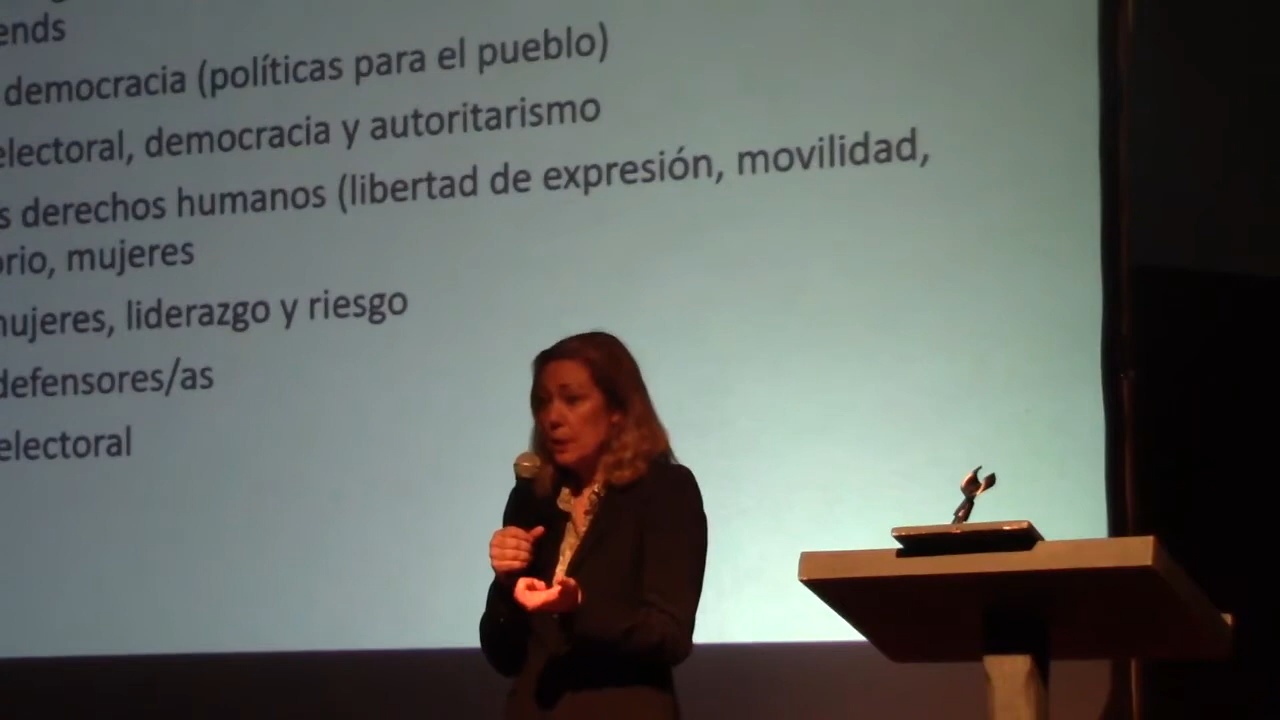 ends
democracia (políticas para el pueblo)
electoral, democracia y autoritarismo
s derechos humanos (libertad de expresión, movilidad,
orio, mujeres
mujeres, liderazgo y riesgo
defensores/as
electoral